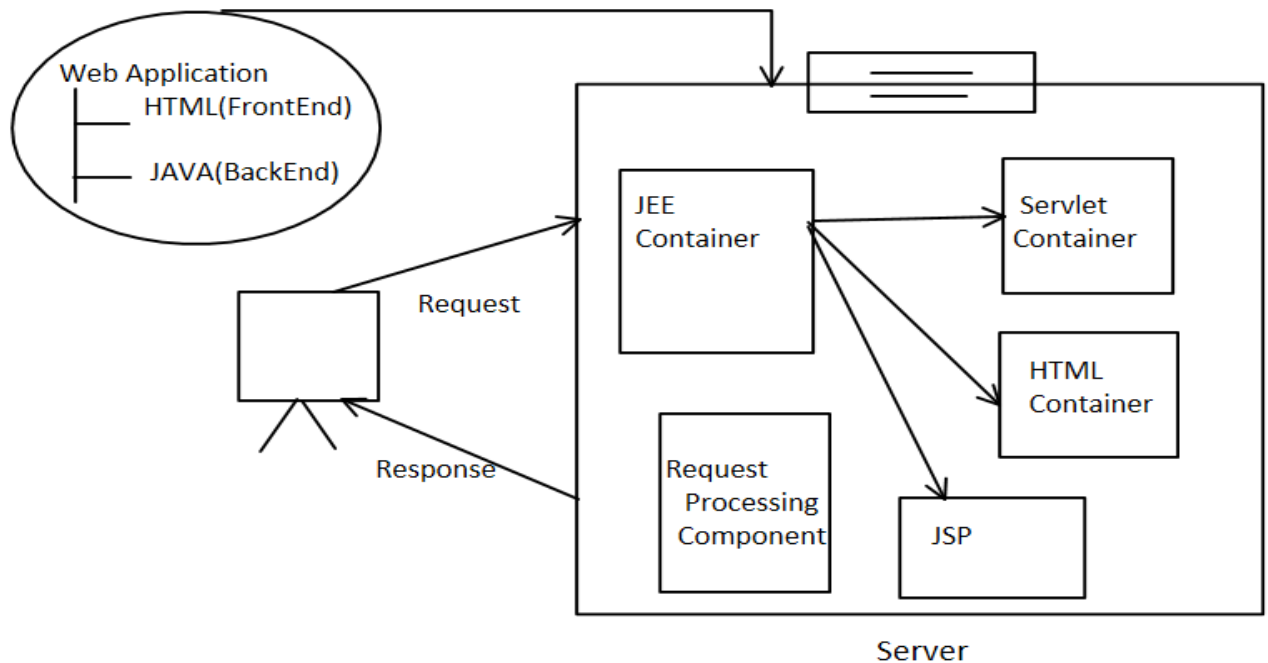 Web Application
HTML(FrontEnd)
JAVA(BackEnd)
Request
Response
JEE
Container
Servlet
Container
HTML
Container
Request
Processing
Component
JSP
Server